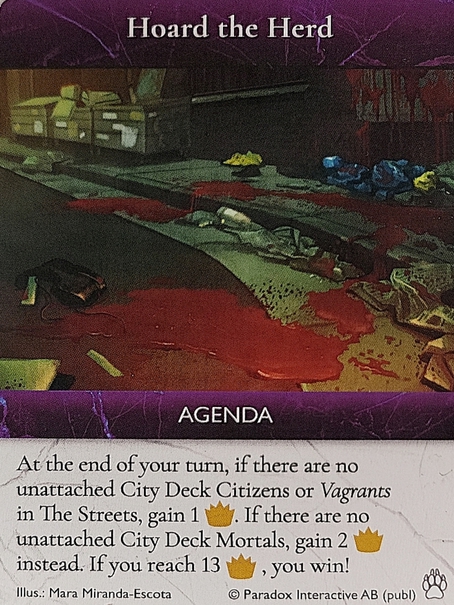 Hoard the Herd
AGENDA
At the end of your turn, if there are no
unattached City Deck Citizens or Vagrants
in The Streets, gain 1 . If there are no
unattached City Deck Mortals, gain 2
instead. If you reach 13 , you win!
Illus.: Mara Miranda-Escota © Paradox Interactive AB (publ)